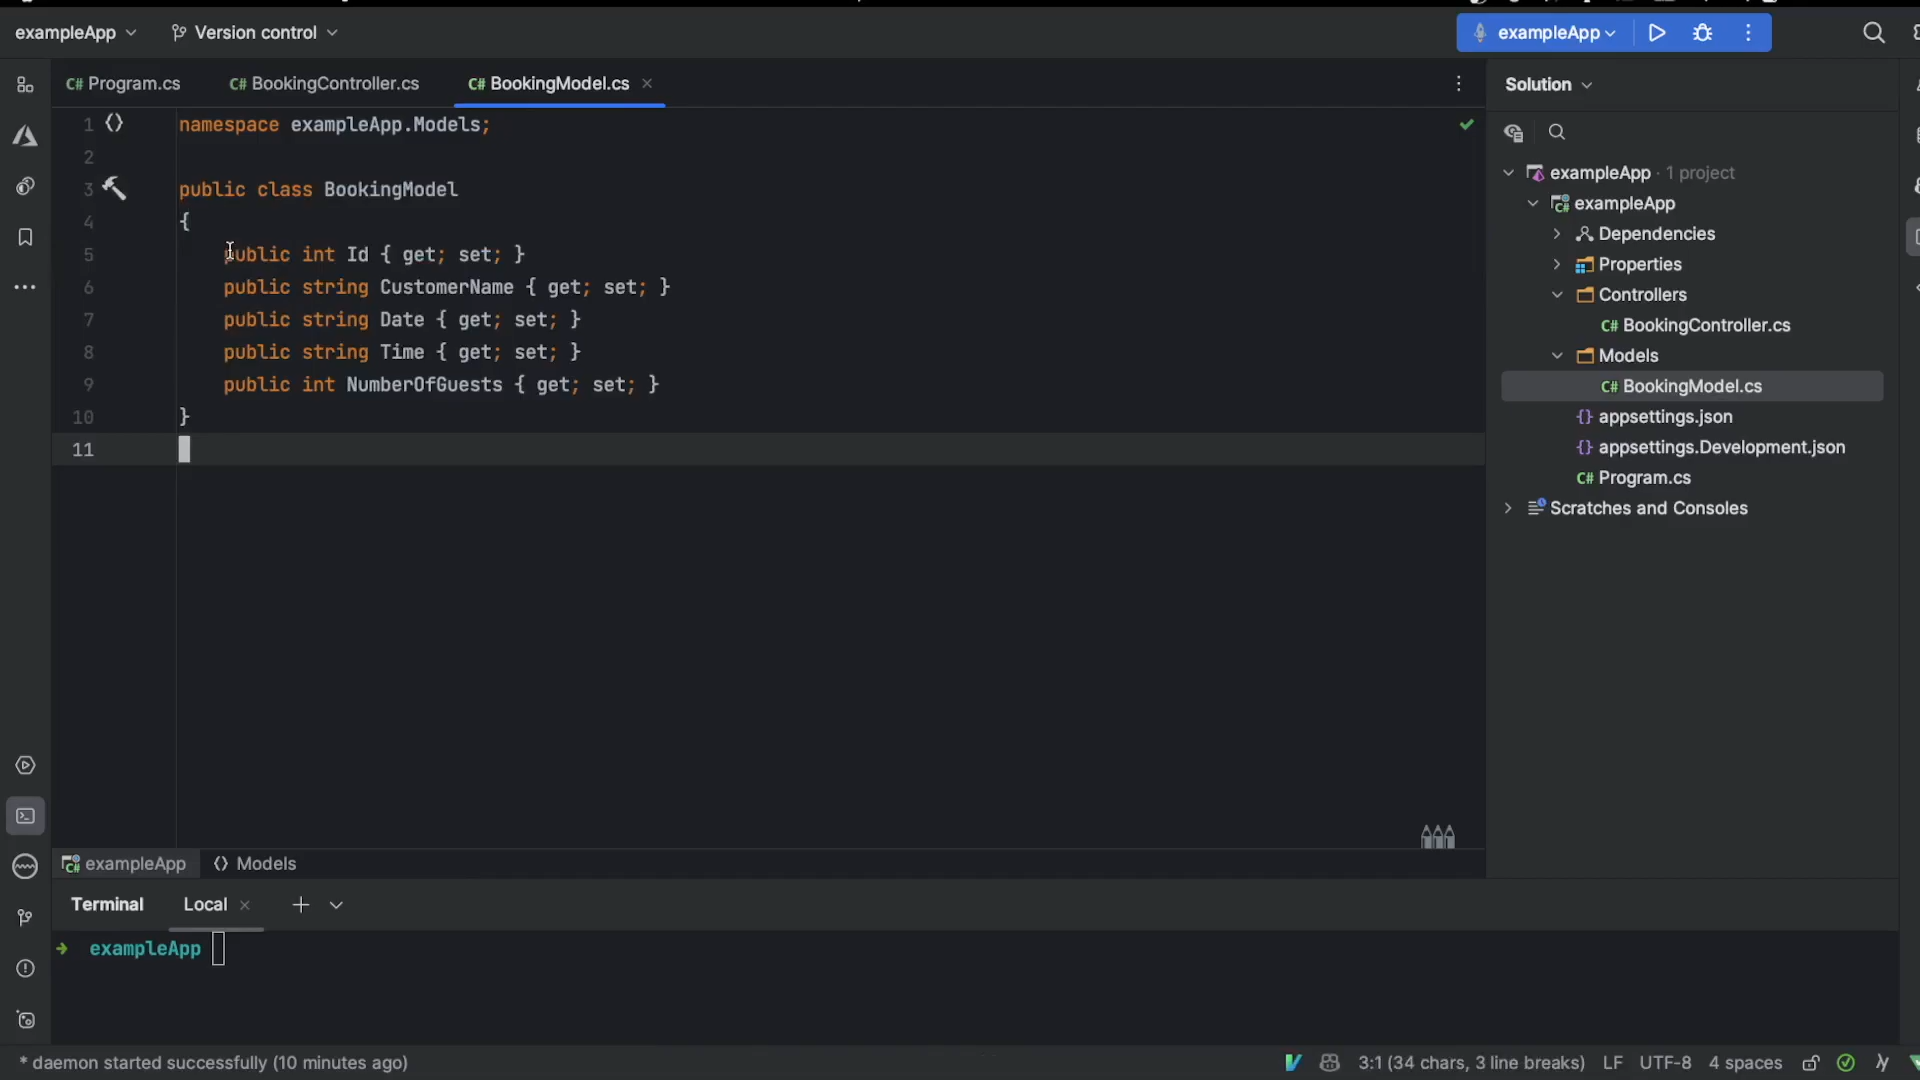 exampleApp
Version control
exampleApp
C# Program.cs
C# BookingController.cs
C# BookingModel.cs
Solution
1 namespace exampleApp.Models;
2
3 public class BookingModel
4 {
5 public int Id { get; set; }
6 public string CustomerName { get; set; }
7 public string Date { get; set; }
8 public string Time { get; set; }
9 public int NumberOfGuests { get; set; }
10 }
11
exampleApp · 1 project
C# exampleApp
Dependencies
Properties
Controllers
C# BookingController.cs
Models
C# BookingModel.cs
{} appsettings.json
{} appsettings.Development.json
C# Program.cs
Scratches and Consoles
C# exampleApp
Models
Terminal
Local
exampleApp
* daemon started successfully (10 minutes ago)
3:1 (34 chars, 3 line breaks)
LF
UTF-8
4 spaces